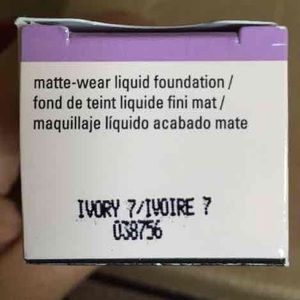 matte-wear liquid foundation /
fond de teint liquide fini mat /
maquillaje líquido acabado mate
IVORY 7/IVOIRE 7
038756